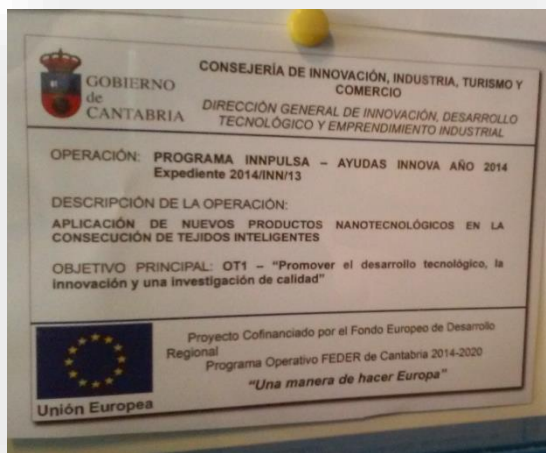 GOBIERNO
de
CANTABRIA
CONSEJERÍA DE INNOVACIÓN, INDUSTRIA, TURISMO Y
COMERCIO
DIRECCIÓN GENERAL DE INNOVACIÓN, DESARROLLO
TECNOLÓGICO Y EMPRENDIMIENTO INDUSTRIAL
OPERACIÓN: PROGRAMA INNPULSA – AYUDAS INNOVA AÑO 2014
Expediente 2014/INN/13
DESCRIPCIÓN DE LA OPERACIÓN:
APLICACIÓN DE NUEVOS PRODUCTOS NANOTECNOLÓGICOS EN LA
CONSECUCIÓN DE TEJIDOS INTELIGENTES
OBJETIVO PRINCIPAL: OT1 – "Promover el desarrollo tecnológico, la
innovación y una investigación de calidad"
Proyecto Cofinanciado por el Fondo Europeo de Desarrollo
Regional
Programa Operativo FEDER de Cantabria 2014-2020
"Una manera de hacer Europa"
Unión Europea